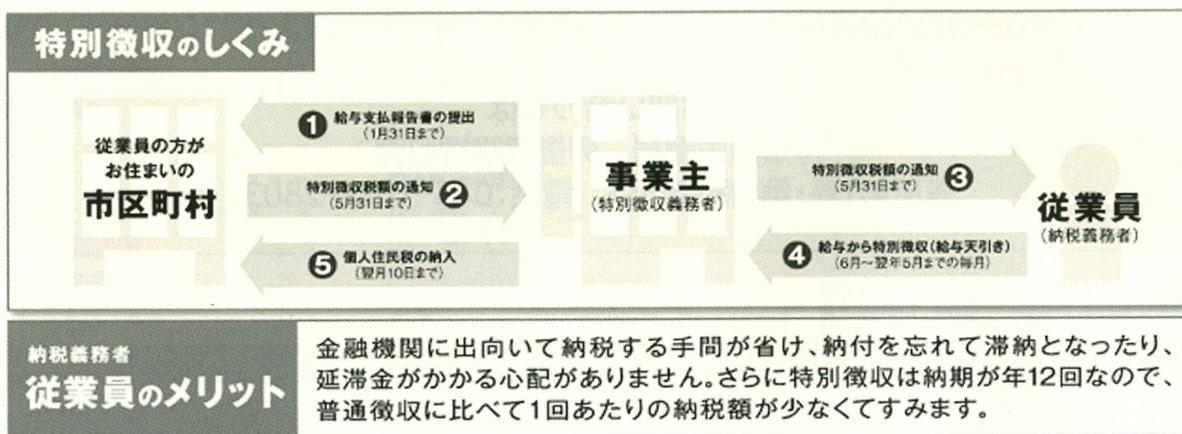 特別徴収のしくみ
従業員の方が
お住まいの
市区町村
❶ 給与支払報告書の提出
(1月31日まで)
特別徴収税額の通知 ❷
(5月31日まで)
❺ 個人住民税の納入
(翌月10日まで)
事業主
(特別徴収義務者)
特別徴収税額の通知 ❸
(5月31日まで)
❹ 給与から特別徴収(給与天引き)
(6月～翌年5月までの毎月)
従業員
(納税義務者)
納税義務者
従業員のメリット
金融機関に出向いて納税する手間が省け、納付を忘れて滞納となったり、
延滞金がかかる心配がありません。さらに特別徴収は納期が年12回なので、
普通徴収に比べて1回あたりの納税額が少なくてすみます。